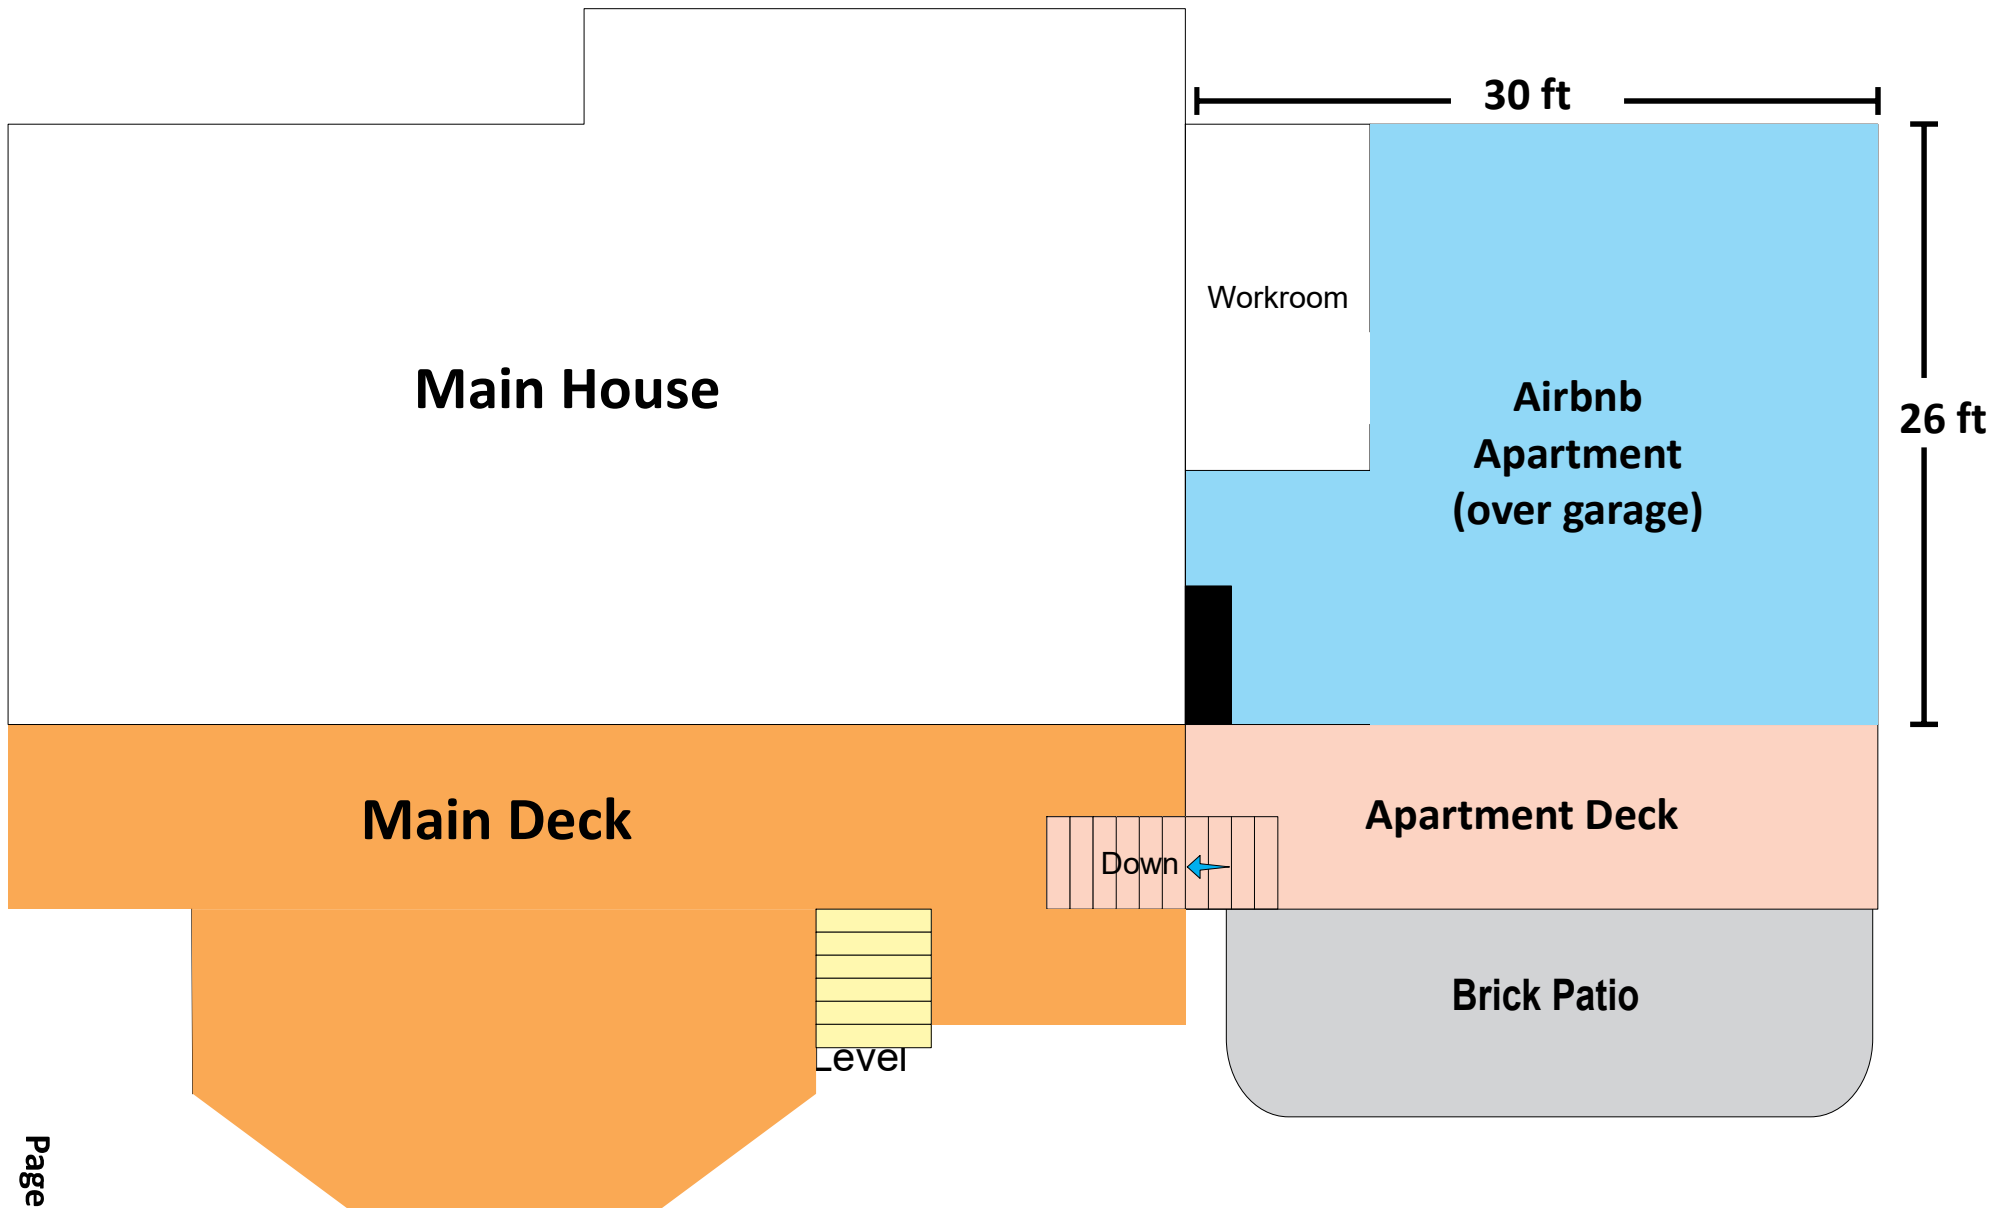 30 ft
Workroom
Main House
Airbnb
Apartment
(over garage)
26 ft
Main Deck
Apartment Deck
Down
Brick Patio
Level
Page